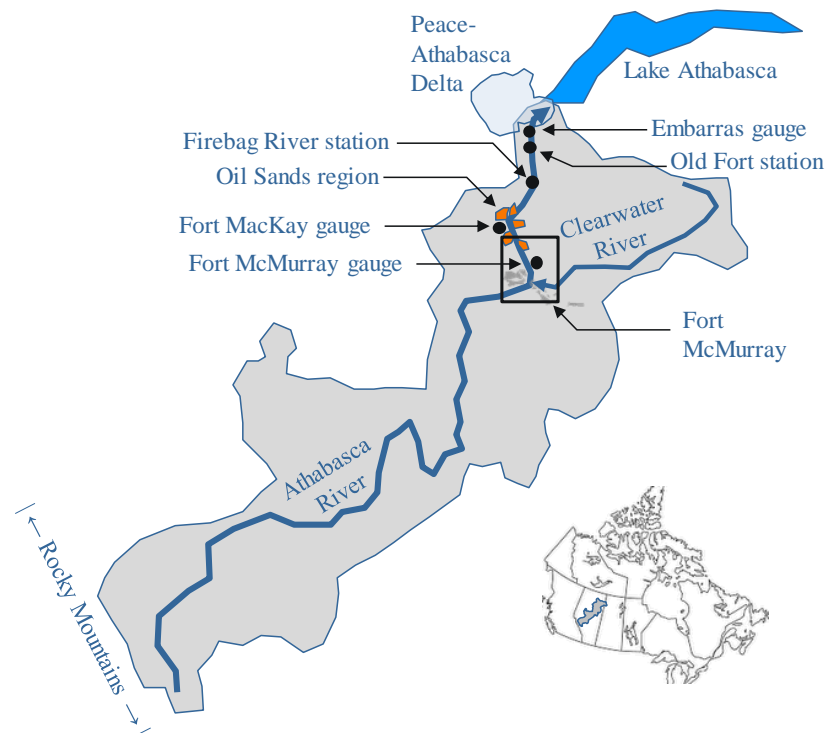 Peace-
Athabasca
Delta
Lake Athabasca
Embarras gauge
Firebag River station
Old Fort station
Oil Sands region
Fort MacKay gauge
Clearwater
River
Fort McMurray gauge
Fort
McMurray
Athabasca
River
|← Rocky Mountains →|